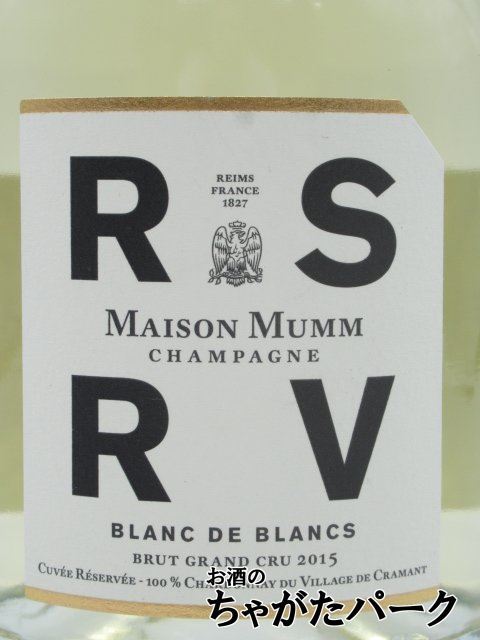 R S
REIMS
FRANCE
1827
MAISON MUMM
CHAMPAGNE
R V
BLANC DE BLANCS
BRUT GRAND CRU 2015
CUVÉE RÉSERVÉE - 100 % CHARDONNAY DU VILLAGE DE CRAMANT
お酒の
ちゃがたパーク